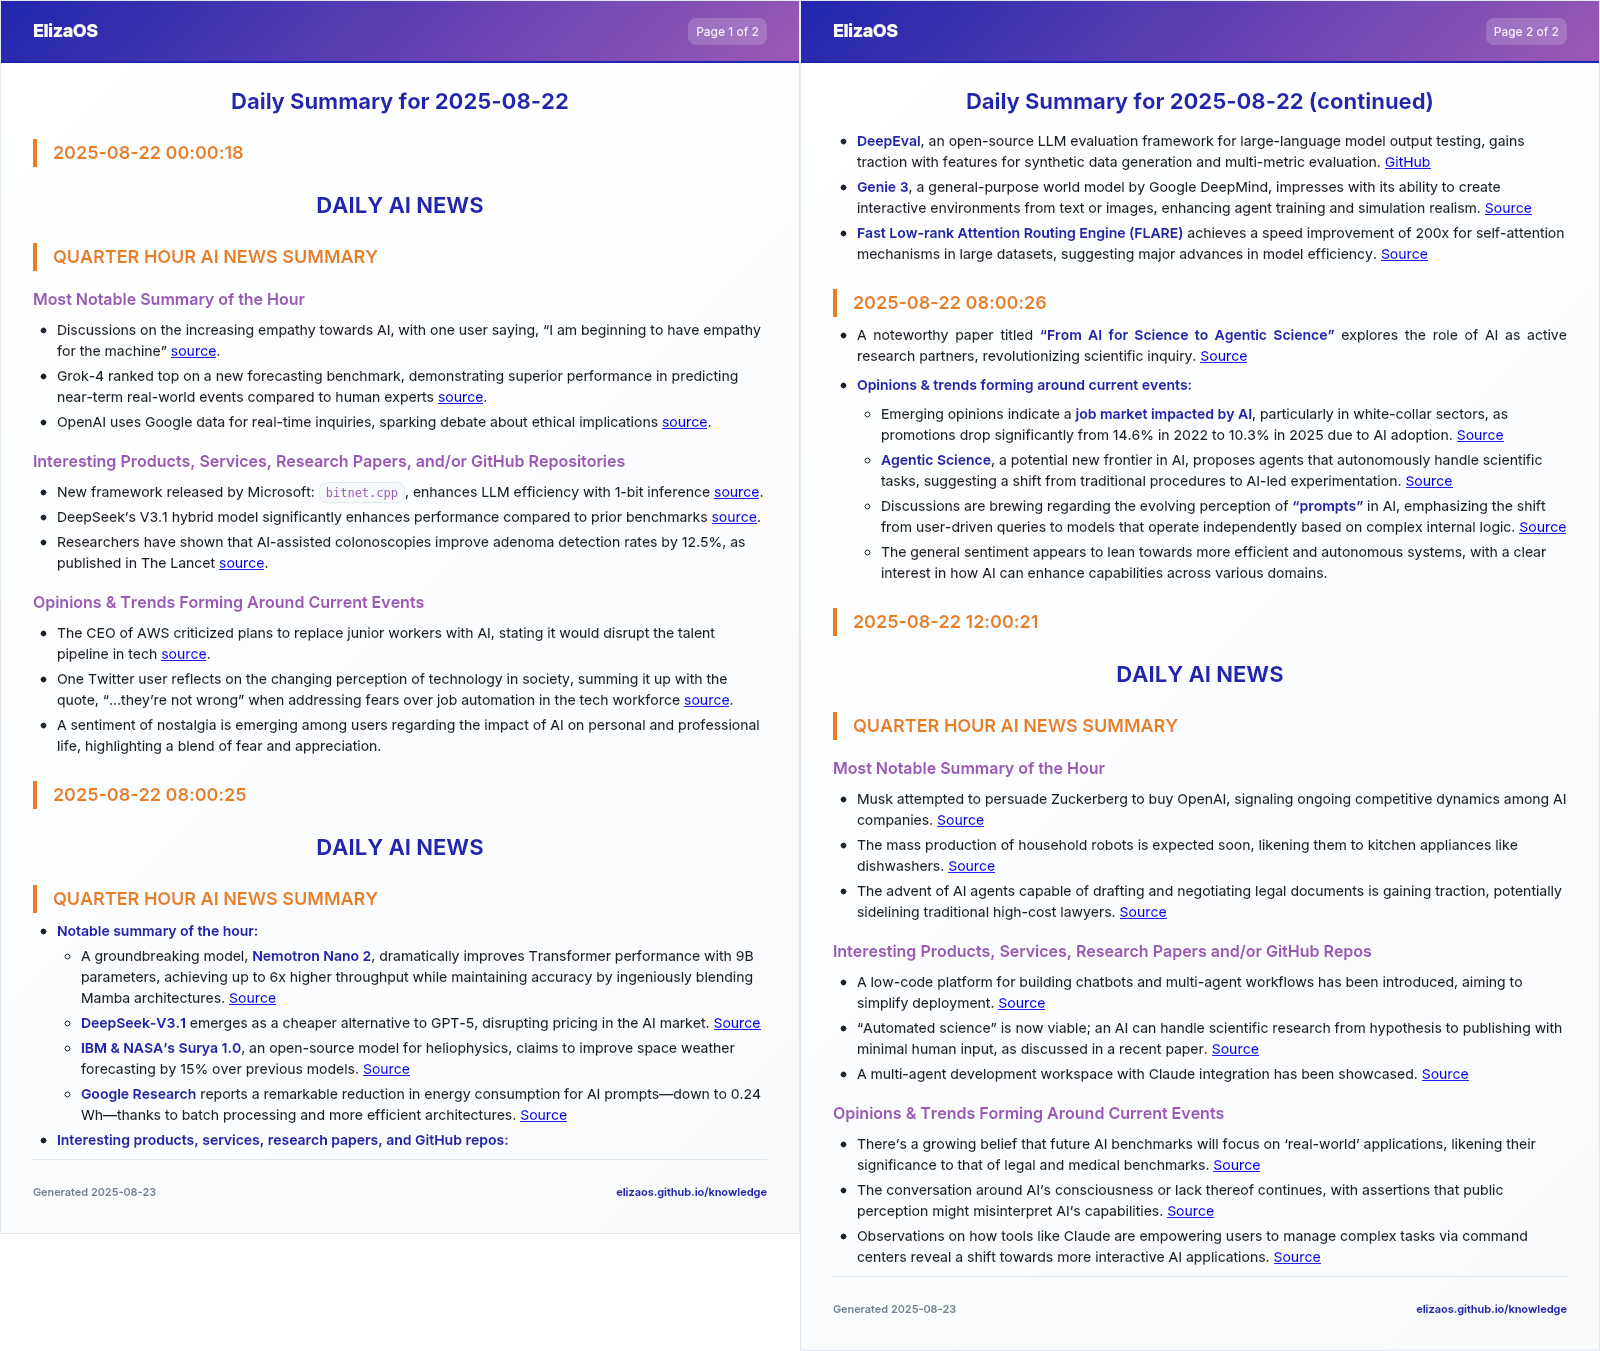 ElizaOS
Page 1 of 2
Daily Summary for 2025-08-22
2025-08-22 00:00:18
DAILY AI NEWS
QUARTER HOUR AI NEWS SUMMARY
Most Notable Summary of the Hour
• Discussions on the increasing empathy towards AI, with one user saying, “I am beginning to have empathy
for the machine” source.
• Grok-4 ranked top on a new forecasting benchmark, demonstrating superior performance in predicting
near-term real-world events compared to human experts source.
• OpenAI uses Google data for real-time inquiries, sparking debate about ethical implications source.
Interesting Products, Services, Research Papers, and/or GitHub Repositories
• New framework released by Microsoft: bitnet.cpp, enhances LLM efficiency with 1-bit inference source.
• DeepSeek’s V3.1 hybrid model significantly enhances performance compared to prior benchmarks source.
• Researchers have shown that AI-assisted colonoscopies improve adenoma detection rates by 12.5%, as
published in The Lancet source.
Opinions & Trends Forming Around Current Events
• The CEO of AWS criticized plans to replace junior workers with AI, stating it would disrupt the talent
pipeline in tech source.
• One Twitter user reflects on the changing perception of technology in society, summing it up with the
quote, “…they’re not wrong” when addressing fears over job automation in the tech workforce source.
• A sentiment of nostalgia is emerging among users regarding the impact of AI on personal and professional
life, highlighting a blend of fear and appreciation.
2025-08-22 08:00:25
DAILY AI NEWS
QUARTER HOUR AI NEWS SUMMARY
• Notable summary of the hour:
◦ A groundbreaking model, Nemotron Nano 2, dramatically improves Transformer performance with 9B
parameters, achieving up to 6x higher throughput while maintaining accuracy by ingeniously blending
Mamba architectures. Source
◦ DeepSeek-V3.1 emerges as a cheaper alternative to GPT-5, disrupting pricing in the AI market. Source
◦ IBM & NASA’s Surya 1.0, an open-source model for heliophysics, claims to improve space weather
forecasting by 15% over previous models. Source
◦ Google Research reports a remarkable reduction in energy consumption for AI prompts—down to 0.24
Wh—thanks to batch processing and more efficient architectures. Source
• Interesting products, services, research papers, and GitHub repos:
Generated 2025-08-23
elizaos.github.io/knowledge
ElizaOS
Page 2 of 2
Daily Summary for 2025-08-22 (continued)
• DeepEval, an open-source LLM evaluation framework for large-language model output testing, gains
traction with features for synthetic data generation and multi-metric evaluation. GitHub
• Genie 3, a general-purpose world model by Google DeepMind, impresses with its ability to create
interactive environments from text or images, enhancing agent training and simulation realism. Source
• Fast Low-rank Attention Routing Engine (FLARE) achieves a speed improvement of 200x for self-attention
mechanisms in large datasets, suggesting major advances in model efficiency. Source
2025-08-22 08:00:26
• A noteworthy paper titled “From AI for Science to Agentic Science” explores the role of AI as active
research partners, revolutionizing scientific inquiry. Source
• Opinions & trends forming around current events:
◦ Emerging opinions indicate a job market impacted by AI, particularly in white-collar sectors, as
promotions drop significantly from 14.6% in 2022 to 10.3% in 2025 due to AI adoption. Source
◦ Agentic Science, a potential new frontier in AI, proposes agents that autonomously handle scientific
tasks, suggesting a shift from traditional procedures to AI-led experimentation. Source
◦ Discussions are brewing regarding the evolving perception of “prompts” in AI, emphasizing the shift
from user-driven queries to models that operate independently based on complex internal logic. Source
◦ The general sentiment appears to lean towards more efficient and autonomous systems, with a clear
interest in how AI can enhance capabilities across various domains.
2025-08-22 12:00:21
DAILY AI NEWS
QUARTER HOUR AI NEWS SUMMARY
Most Notable Summary of the Hour
• Musk attempted to persuade Zuckerberg to buy OpenAI, signaling ongoing competitive dynamics among AI
companies. Source
• The mass production of household robots is expected soon, likening them to kitchen appliances like
dishwashers. Source
• The advent of AI agents capable of drafting and negotiating legal documents is gaining traction, potentially
sidelining traditional high-cost lawyers. Source
Interesting Products, Services, Research Papers and/or GitHub Repos
• A low-code platform for building chatbots and multi-agent workflows has been introduced, aiming to
simplify deployment. Source
• “Automated science” is now viable; an AI can handle scientific research from hypothesis to publishing with
minimal human input, as discussed in a recent paper. Source
• A multi-agent development workspace with Claude integration has been showcased. Source
Opinions & Trends Forming Around Current Events
• There’s a growing belief that future AI benchmarks will focus on ‘real-world’ applications, likening their
significance to that of legal and medical benchmarks. Source
• The conversation around AI’s consciousness or lack thereof continues, with assertions that public
perception might misinterpret AI’s capabilities. Source
• Observations on how tools like Claude are empowering users to manage complex tasks via command
centers reveal a shift towards more interactive AI applications. Source
Generated 2025-08-23
elizaos.github.io/knowledge